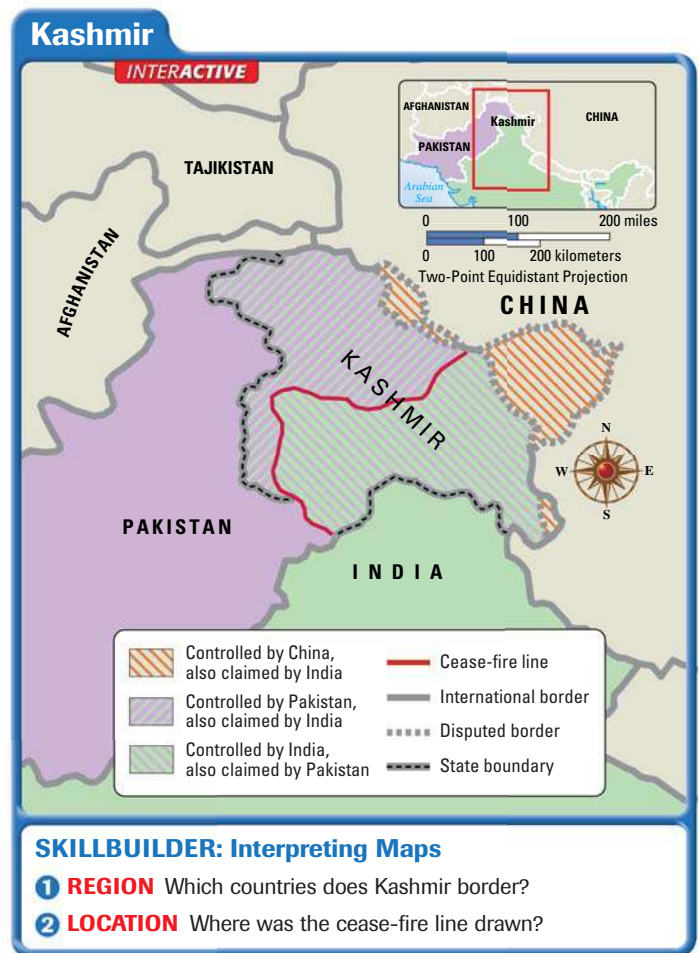 Kashmir
INTERACTIVE
AFGHANISTAN
Kashmir
CHINA
PAKISTAN
Arabian
Sea
TAJIKISTAN
0 100 200 miles
0 100 200 kilometers
Two-Point Equidistant Projection
AFGHANISTAN
CHINA
KASHMIR
N
W E
S
PAKISTAN
INDIA
Controlled by China,
also claimed by India
Controlled by Pakistan,
also claimed by India
Controlled by India,
also claimed by Pakistan
Cease-fire line
International border
Disputed border
State boundary
SKILLBUILDER: Interpreting Maps
1 REGION Which countries does Kashmir border?
2 LOCATION Where was the cease-fire line drawn?